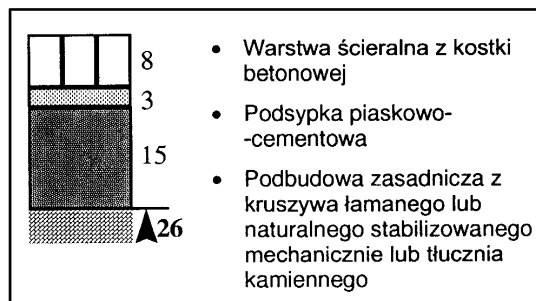 8
3
15
26
• Warstwa ścieralna z kostki
betonowej
• Podsypka piaskowo-
-cementowa
• Podbudowa zasadnicza z
kruszywa łamanego lub
naturalnego stabilizowanego
mechanicznie lub tłucznia
kamiennego